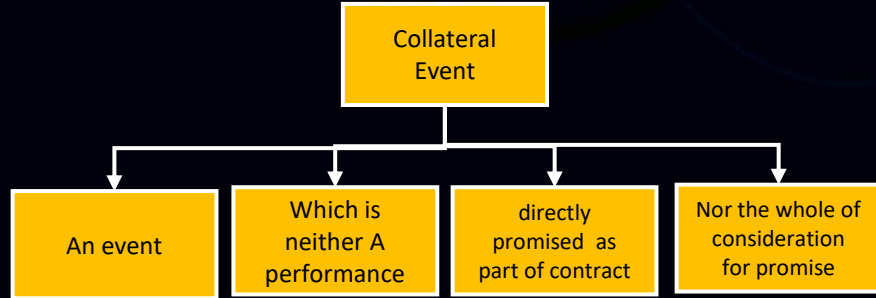 Collateral
Event
An event
Which is
neither A
performance
directly
promised as
part of contract
Nor the whole of
consideration
for promise